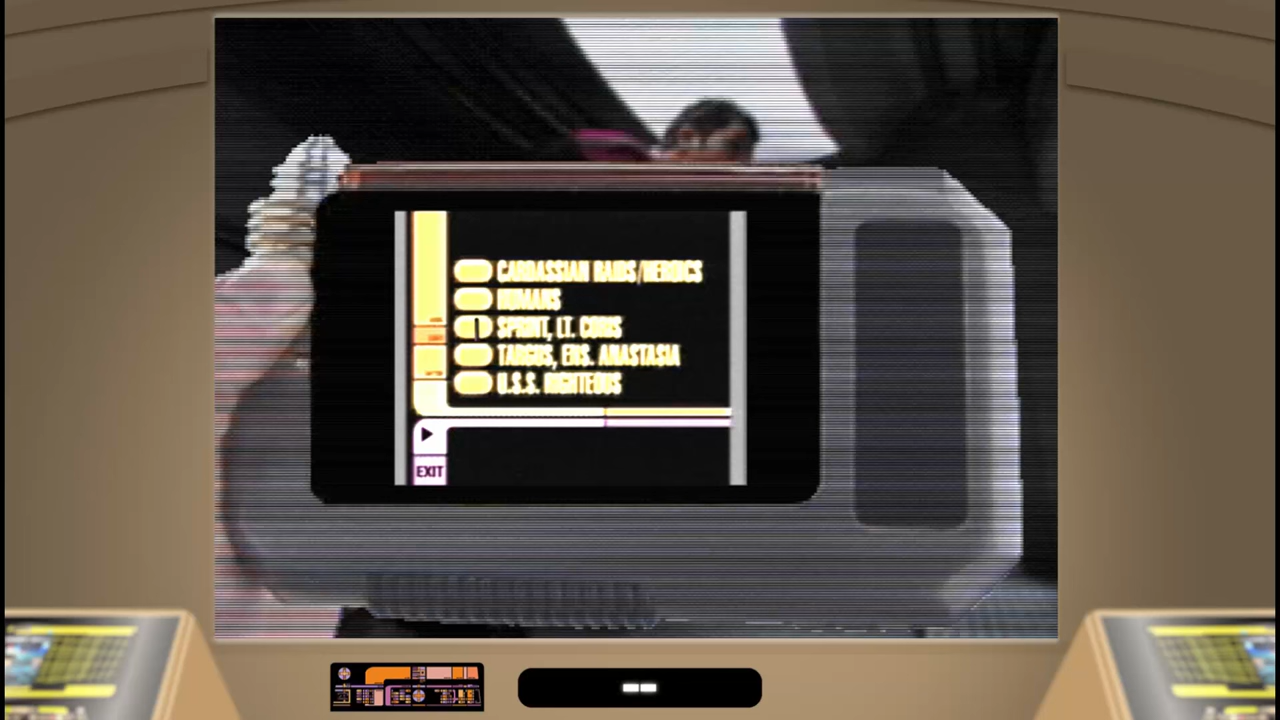 CARDASSIAN RAIDS/HEROICS
HUMANS
SPRINT, LT. CORIS
TARGUS, ENS. ANASTASIA
U.S.S. RIGHTEOUS
EXIT